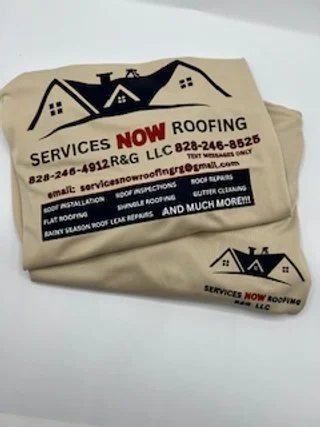 SERVICES NOW ROOFING
828-246-4912 R&G LLC 828-246-8525
TEXT MESSAGES ONLY
email: servicesnowroofingrg@gmail.com
ROOF INSTALLATION ROOF INSPECTIONS ROOF REPAIRS
FLAT ROOFING SHINGLE ROOFING GUTTER CLEANING
RAINY SEASON ROOF LEAK REPAIRS AND MUCH MORE!!!
SERVICES NOW ROOFING
R&G LLC